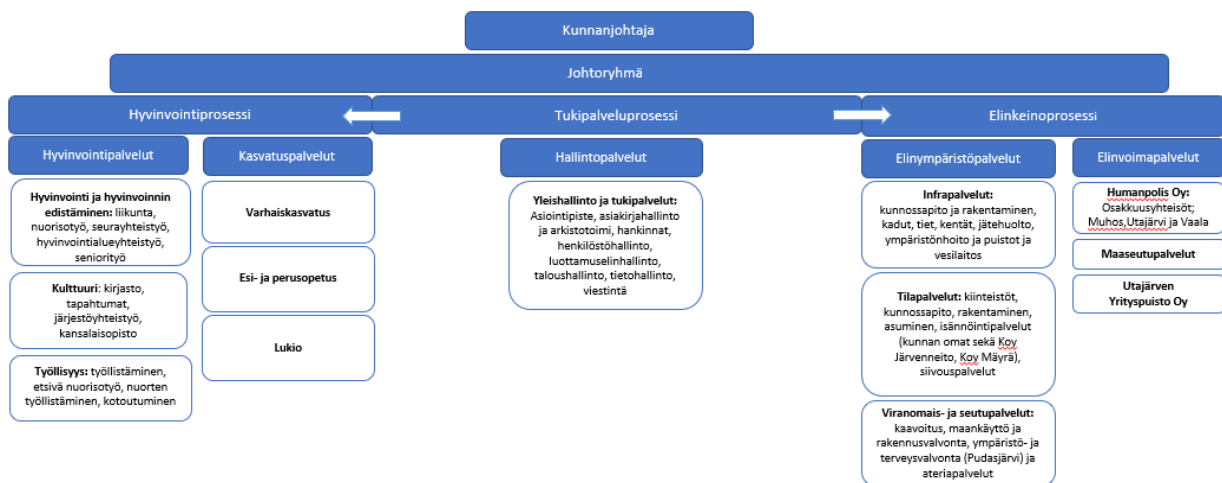 Kunnanjohtaja
Johtoryhmä
Hyvinvointiprosessi
Tukipalveluprosessi
Elinkeinoprosessi
Hyvinvointipalvelut
Kasvatuspalvelut
Hallintopalvelut
Elinympäristöpalvelut
Elinvoimapalvelut
Hyvinvointi ja hyvinvoinnin
edistäminen: liikunta,
nuorisotyö, seurayhteistyö,
hyvinvointialueyhteistyö,
seniorityö
Kulttuuri: kirjasto,
tapahtumat,
järjestöyhteistyö,
kansalaisopisto
Työllisyys: työllistäminen,
etsivä nuorisotyö, nuorten
työllistäminen, kotoutuminen
Varhaiskasvatus
Esi- ja perusopetus
Lukio
Yleishallinto ja tukipalvelut:
Asiointipiste, asiakirjahallinto
ja arkistotoimi, hankinnat,
henkilöstöhallinto,
luottamuselinhallinto,
taloushallinto, tietohallinto,
viestintä
Infrapalvelut:
kunnossapito ja rakentaminen,
kadut, tiet, kentät, jätehuolto,
ympäristönhoito ja puistot ja
vesilaitos
Tilapalvelut: kiinteistöt,
kunnossapito, rakentaminen,
asuminen, isännöintipalvelut
(kunnan omat sekä Koy
Järvenneito, Koy Mäyrä),
siivouspalvelut
Viranomais- ja seutupalvelut:
kaavoitus, maankäyttö ja
rakennusvalvonta, ympäristö- ja
terveysvalvonta (Pudasjärvi) ja
ateriapalvelut
Humanpolis Oy:
Osakkuusyhteisöt;
Muhos,Utajärvi ja Vaala
Maaseutupalvelut
Utajärven
Yrityspuisto Oy